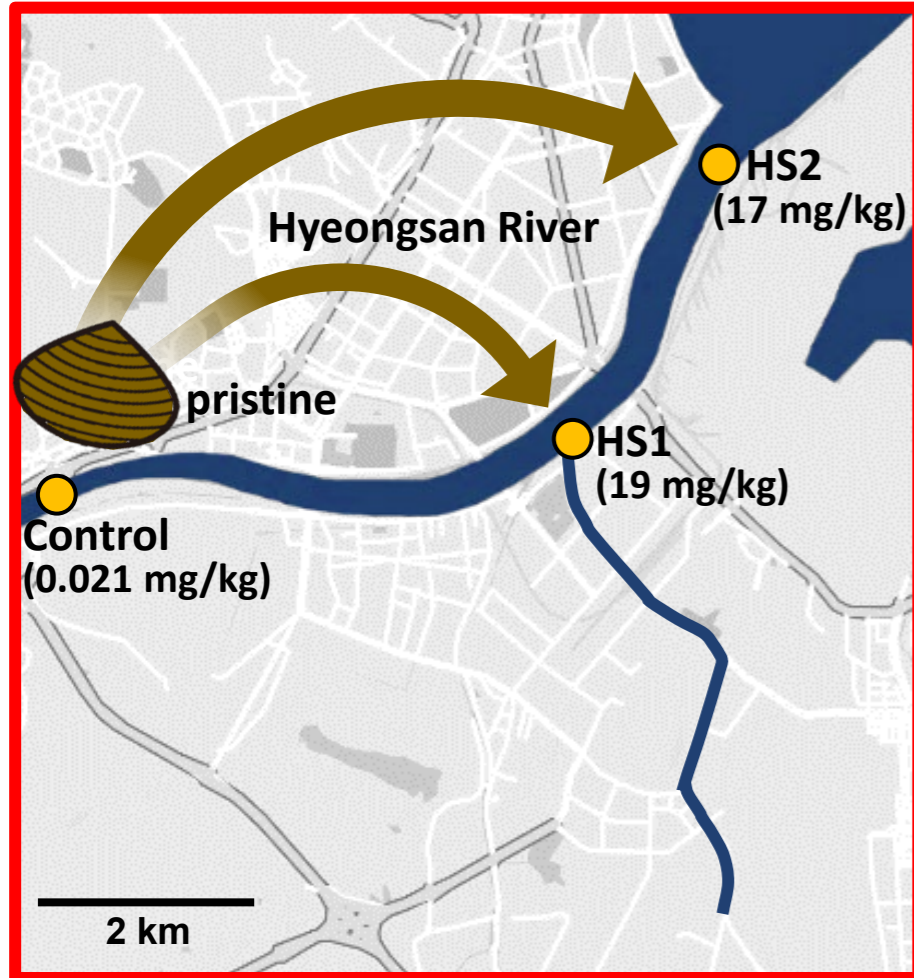 HS2
(17 mg/kg)
Hyeongsan River
pristine
HS1
(19 mg/kg)
Control
(0.021 mg/kg)
2 km